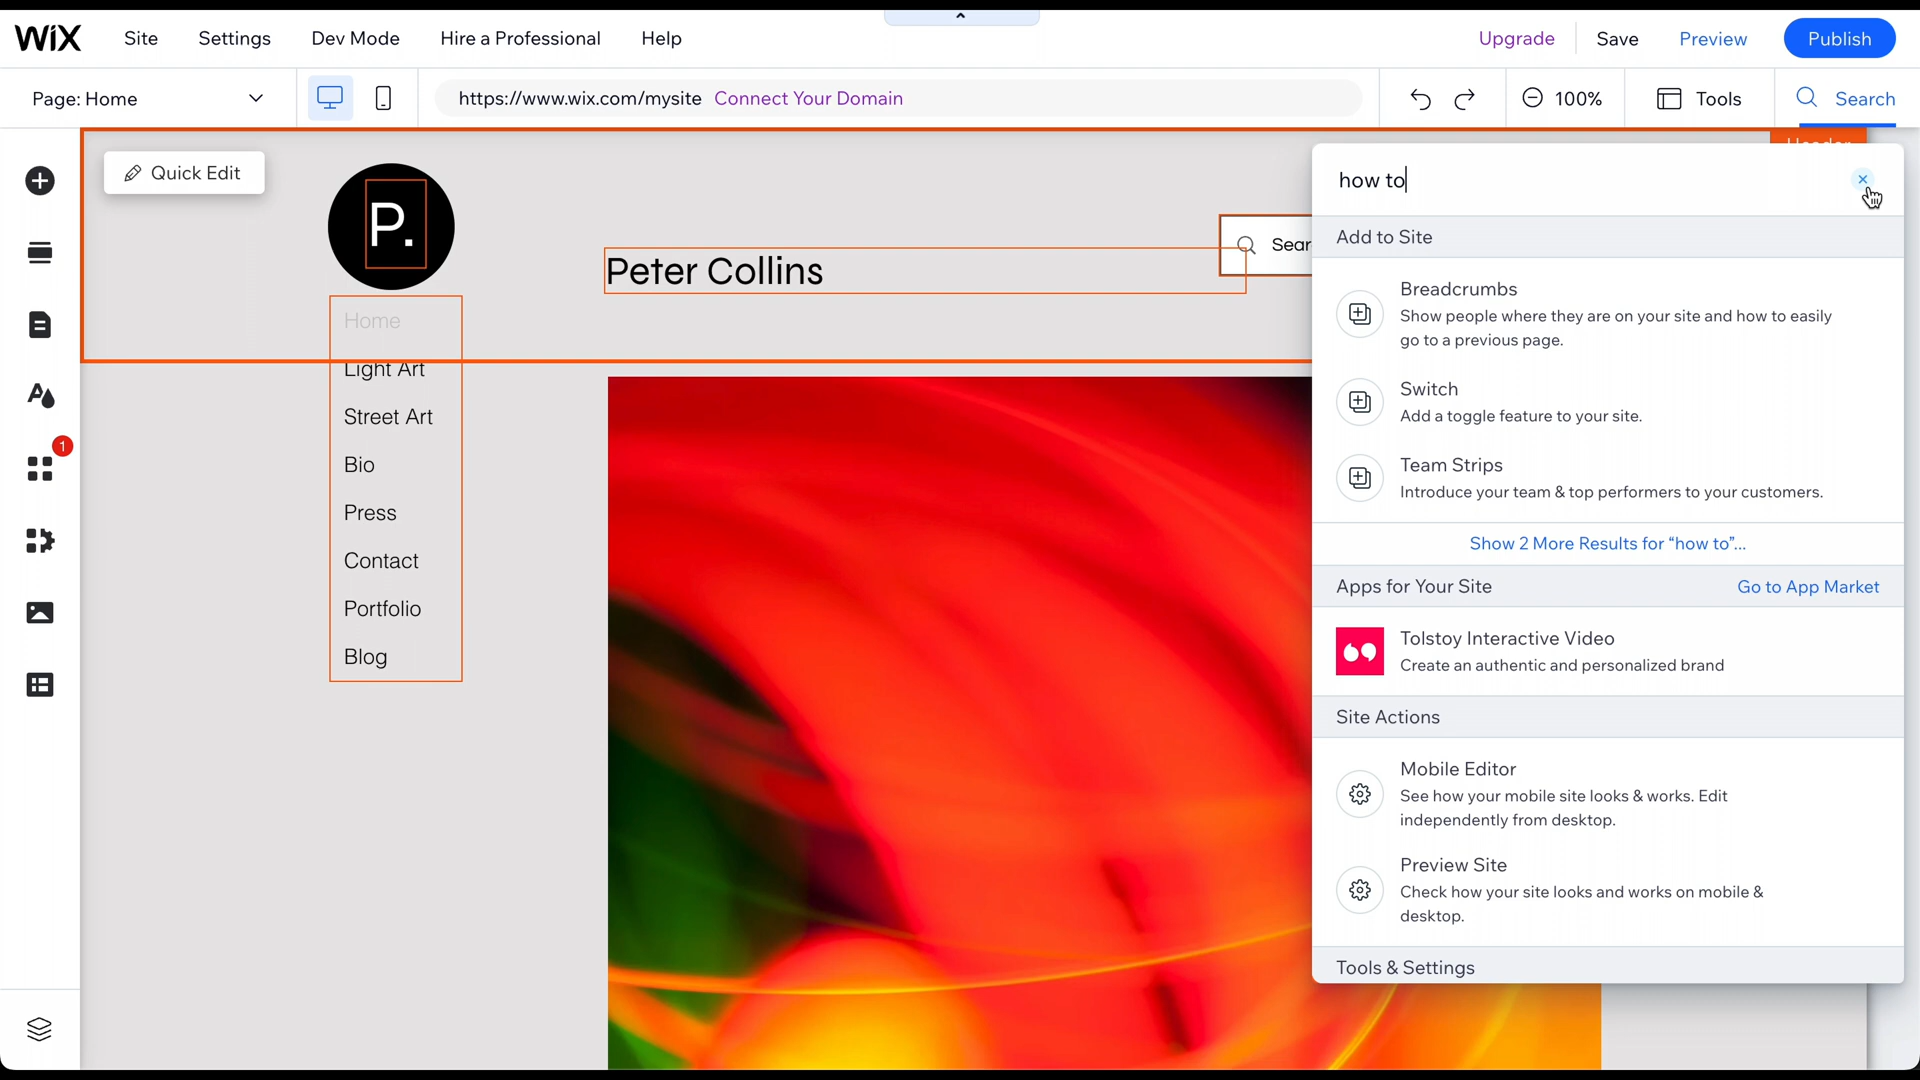 WIX Site Settings Dev Mode Hire a Professional Help Upgrade Save Preview Publish
Page: Home https://www.wix.com/mysite Connect Your Domain 100% Tools Search
Quick Edit
P.
Peter Collins
Home
Light Art
Street Art
Bio
Press
Contact
Portfolio
Blog
1
Header
how to
Add to Site
Breadcrumbs
Show people where they are on your site and how to easily
go to a previous page.
Switch
Add a toggle feature to your site.
Team Strips
Introduce your team & top performers to your customers.
Show 2 More Results for “how to”...
Apps for Your Site Go to App Market
Tolstoy Interactive Video
Create an authentic and personalized brand
Site Actions
Mobile Editor
See how your mobile site looks & works. Edit
independently from desktop.
Preview Site
Check how your site looks and works on mobile &
desktop.
Tools & Settings